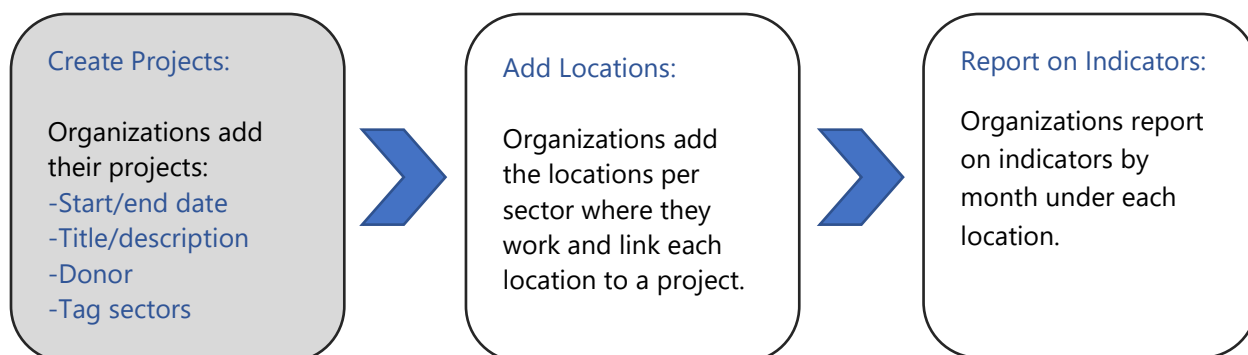 Create Projects:
Organizations add
their projects:
-Start/end date
-Title/description
-Donor
-Tag sectors
Add Locations:
Organizations add
the locations per
sector where they
work and link each
location to a project.
Report on Indicators:
Organizations report
on indicators by
month under each
location.